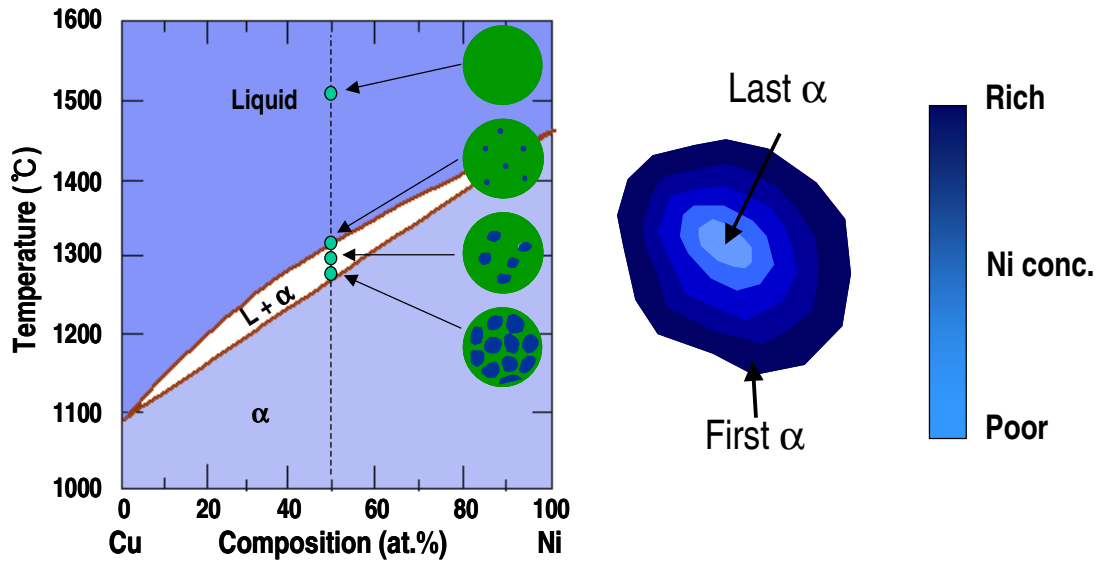 1600
1500
1400
1300
1200
1100
1000
Temperature (℃)
Liquid
L + α
α
0 20 40 60 80 100
Cu Composition (at.%) Ni
Last α
First α
Rich
Ni conc.
Poor